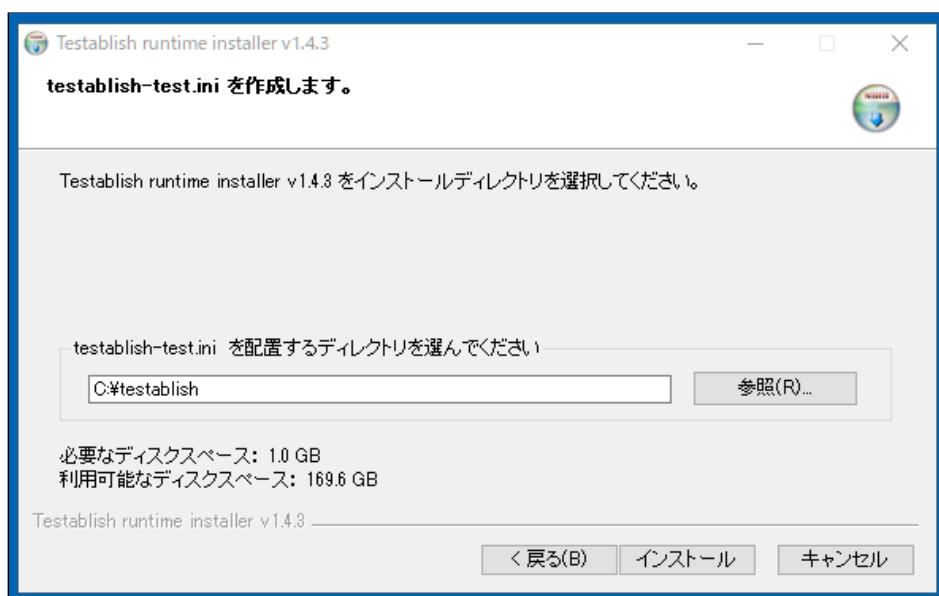 Testablish runtime installer v1.4.3
testablish-test.ini を作成します。
Testablish runtime installer v1.4.3 をインストールディレクトリを選択してください。
testablish-test.ini を配置するディレクトリを選んでください
C:¥testablish
参照(R)...
必要なディスクスペース: 1.0 GB
利用可能なディスクスペース: 169.6 GB
Testablish runtime installer v1.4.3
< 戻る(B)
インストール
キャンセル